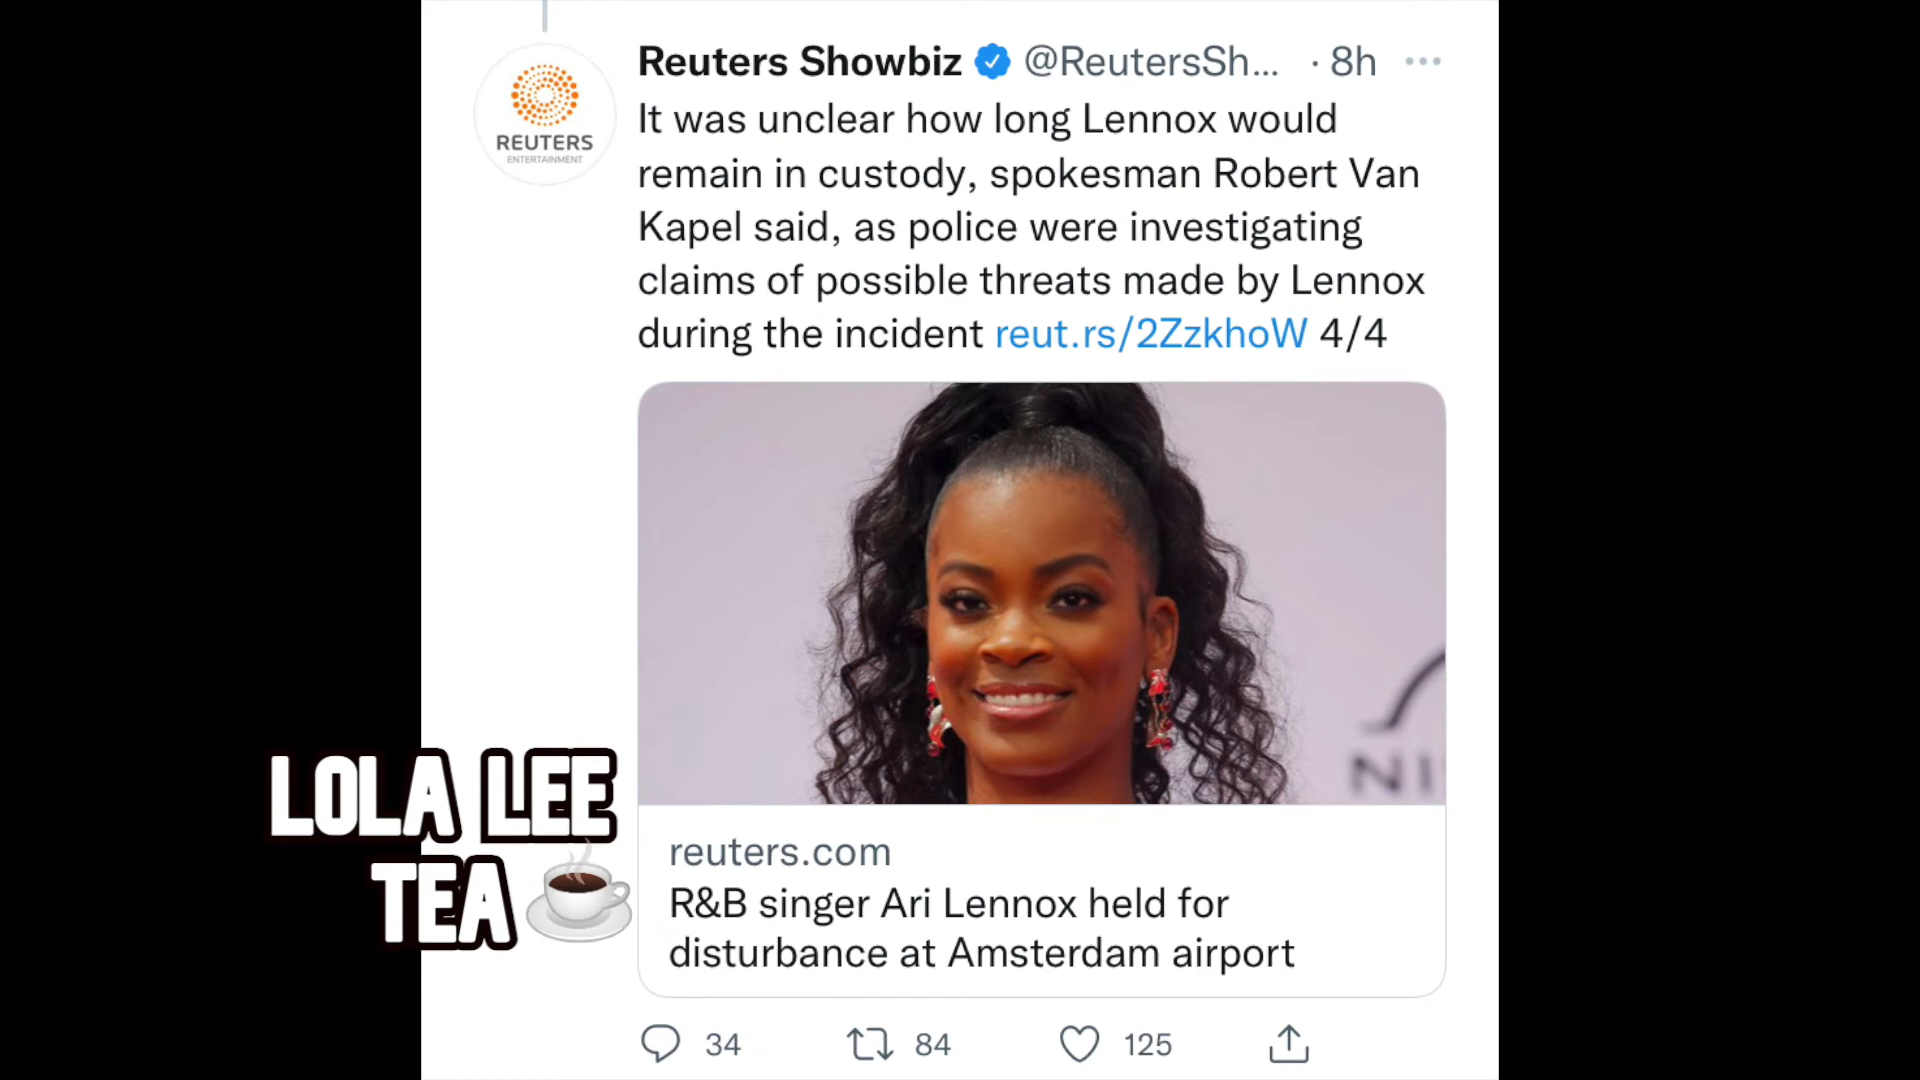 Reuters Showbiz @ReutersSh... · 8h ...
REUTERS
ENTERTAINMENT
It was unclear how long Lennox would
remain in custody, spokesman Robert Van
Kapel said, as police were investigating
claims of possible threats made by Lennox
during the incident reut.rs/2ZzkhoW 4/4
NI
LOLA LEE
TEA
reuters.com
R&B singer Ari Lennox held for
disturbance at Amsterdam airport
34 84 125